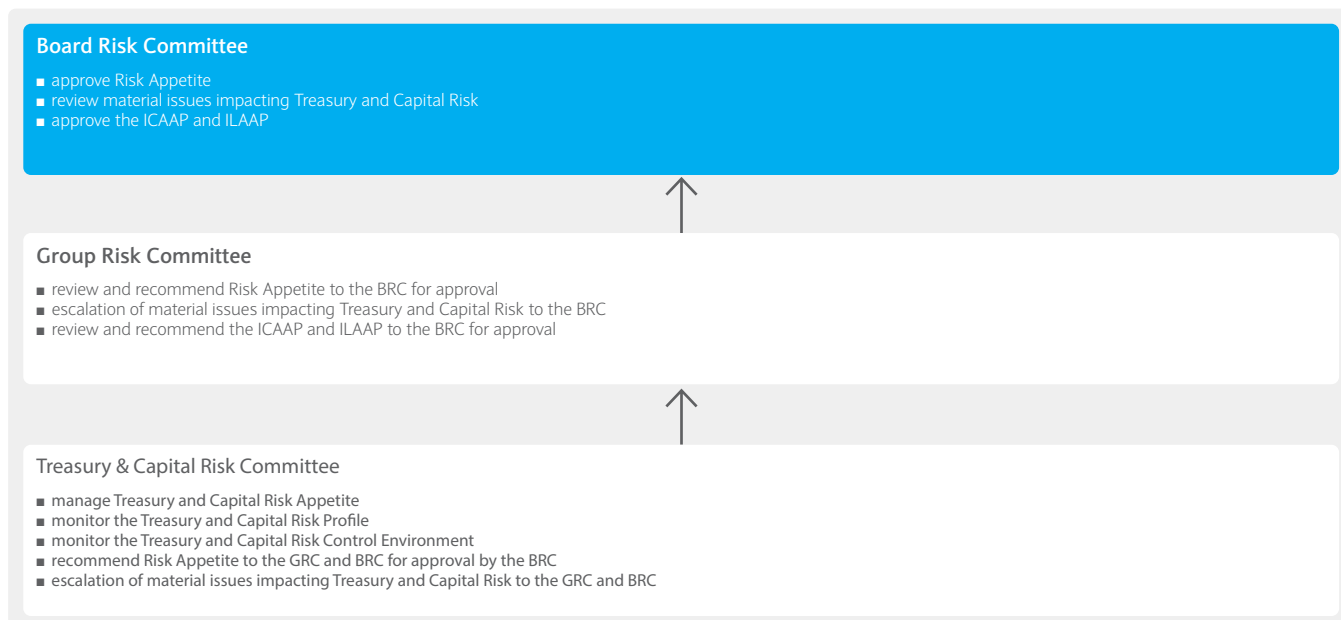 Board Risk Committee
■ approve Risk Appetite
■ review material issues impacting Treasury and Capital Risk
■ approve the ICAAP and ILAAP
Group Risk Committee
■ review and recommend Risk Appetite to the BRC for approval
■ escalation of material issues impacting Treasury and Capital Risk to the BRC
■ review and recommend the ICAAP and ILAAP to the BRC for approval
Treasury & Capital Risk Committee
■ manage Treasury and Capital Risk Appetite
■ monitor the Treasury and Capital Risk Profile
■ monitor the Treasury and Capital Risk Control Environment
■ recommend Risk Appetite to the GRC and BRC for approval by the BRC
■ escalation of material issues impacting Treasury and Capital Risk to the GRC and BRC